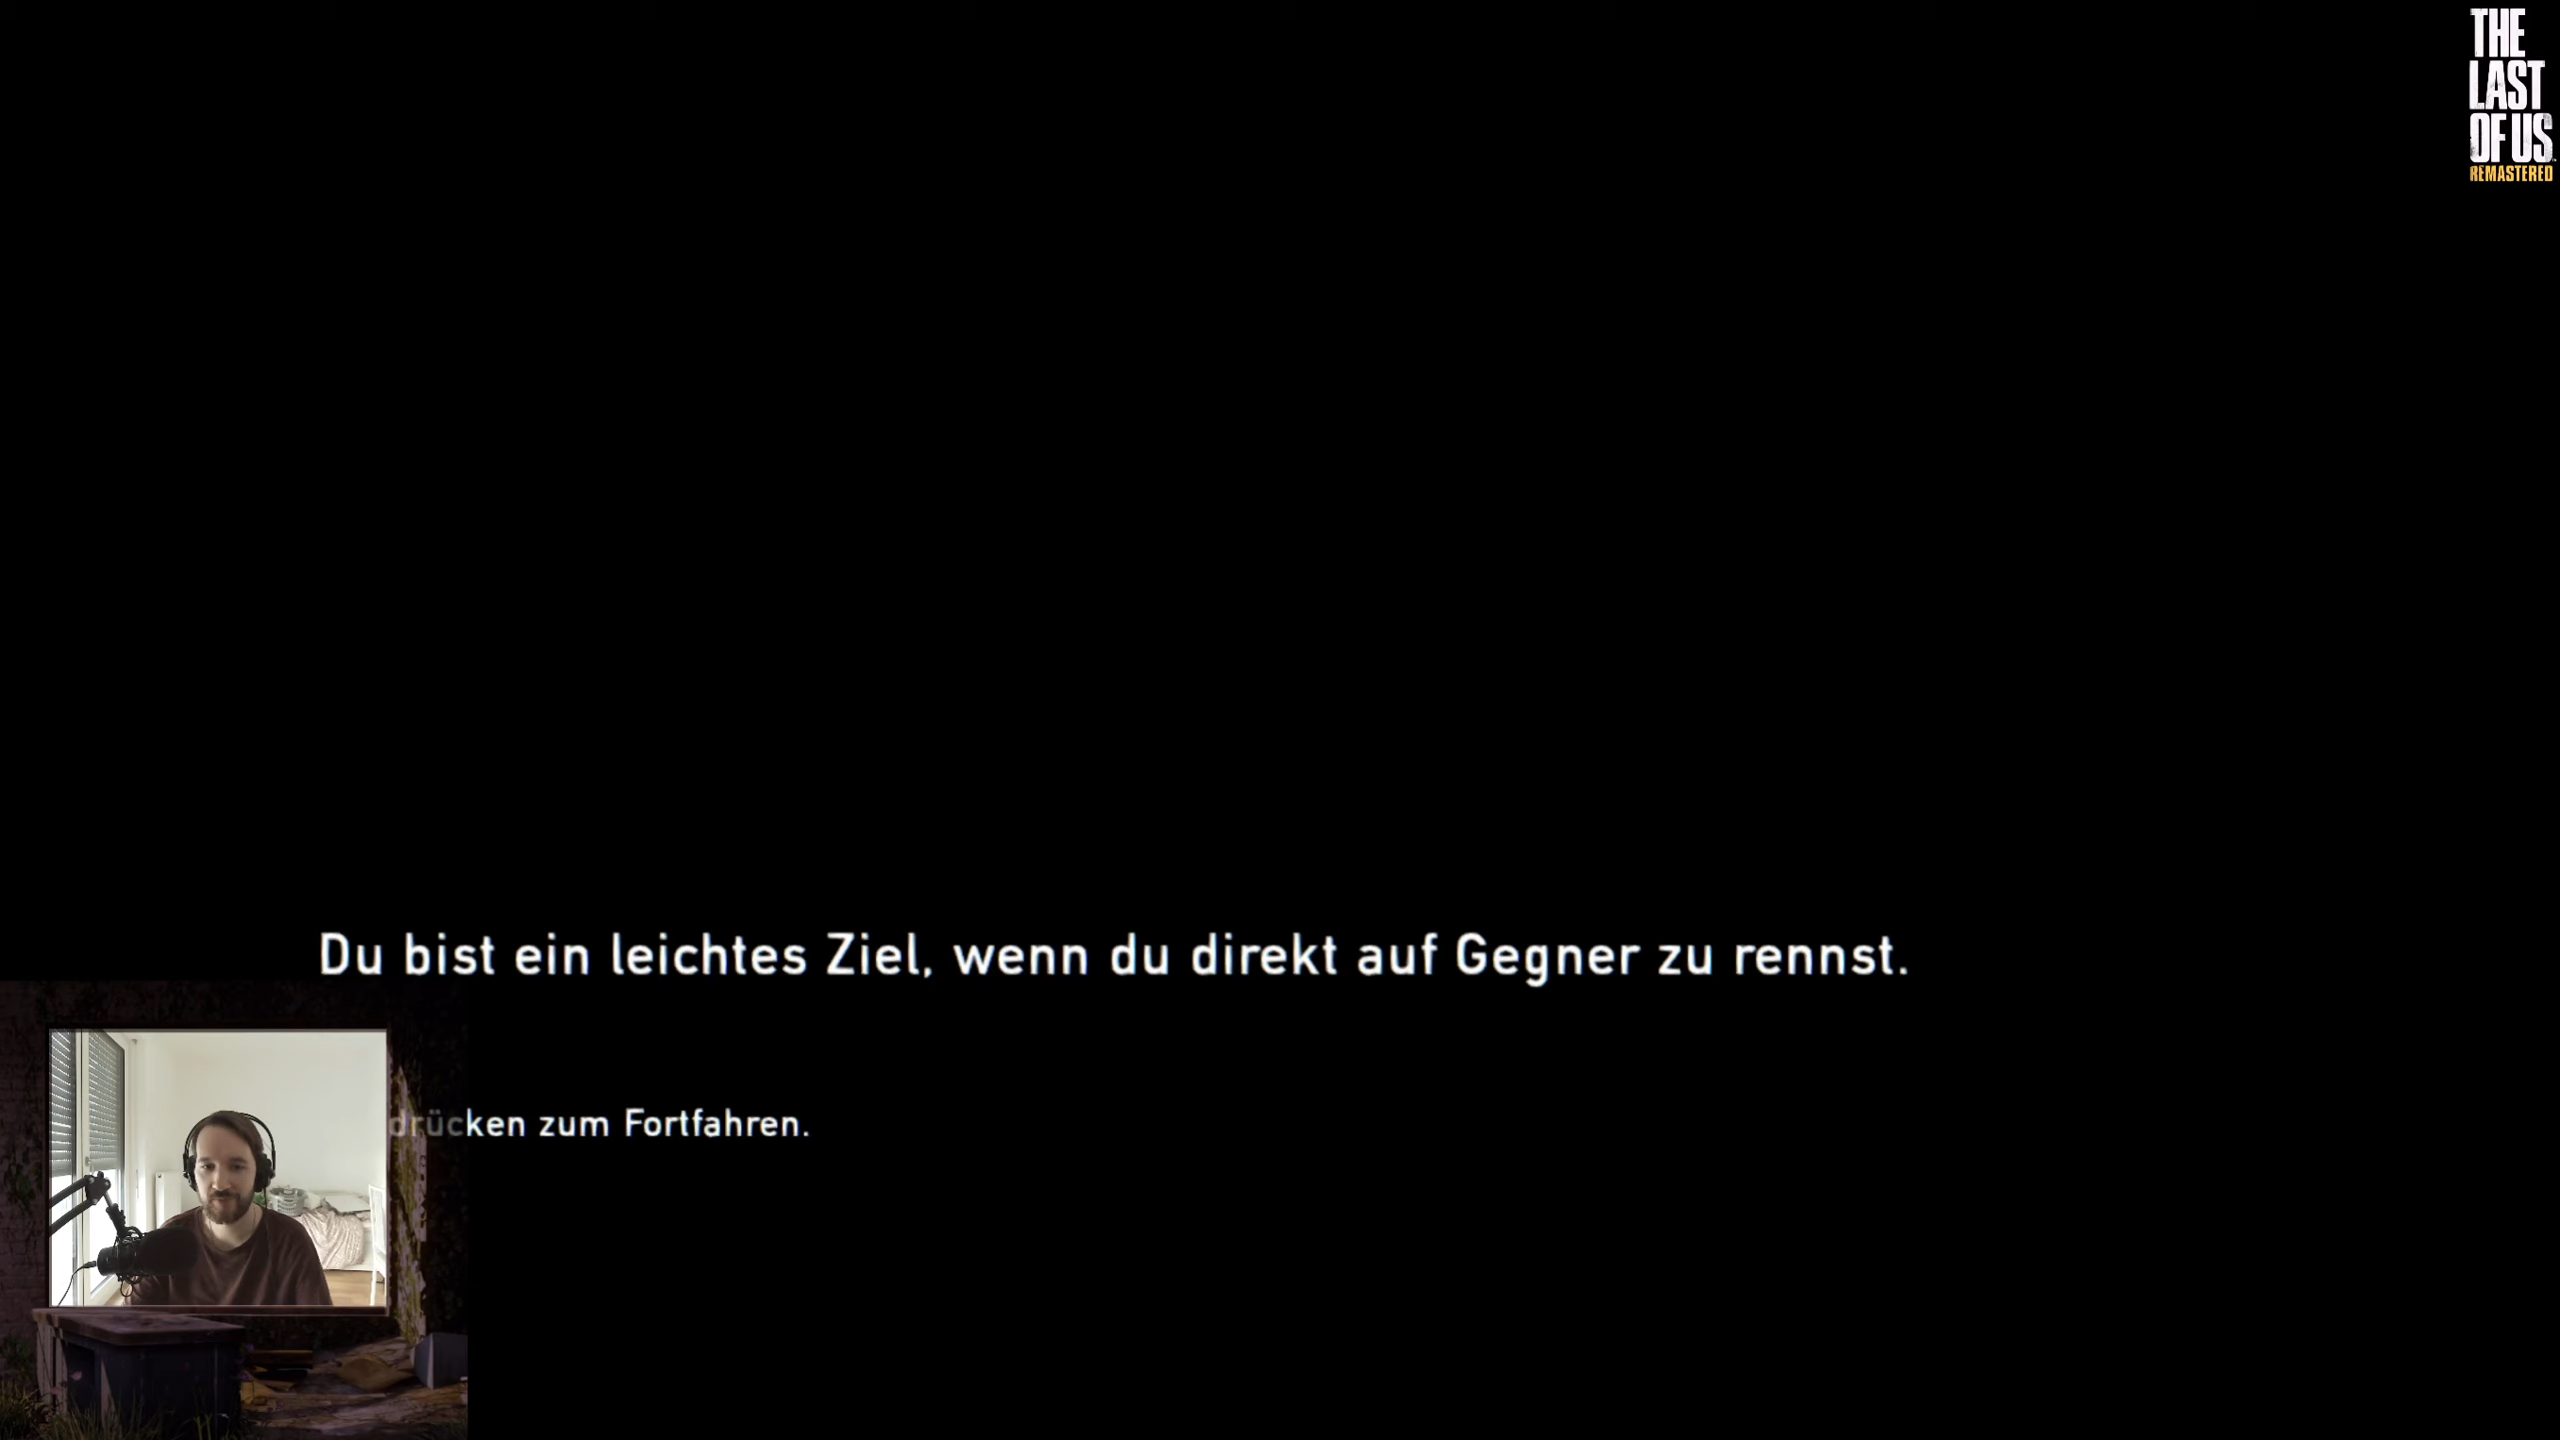 THE
LAST
OF US
REMASTERED
Du bist ein leichtes Ziel, wenn du direkt auf Gegner zu rennst.
drücken zum Fortfahren.